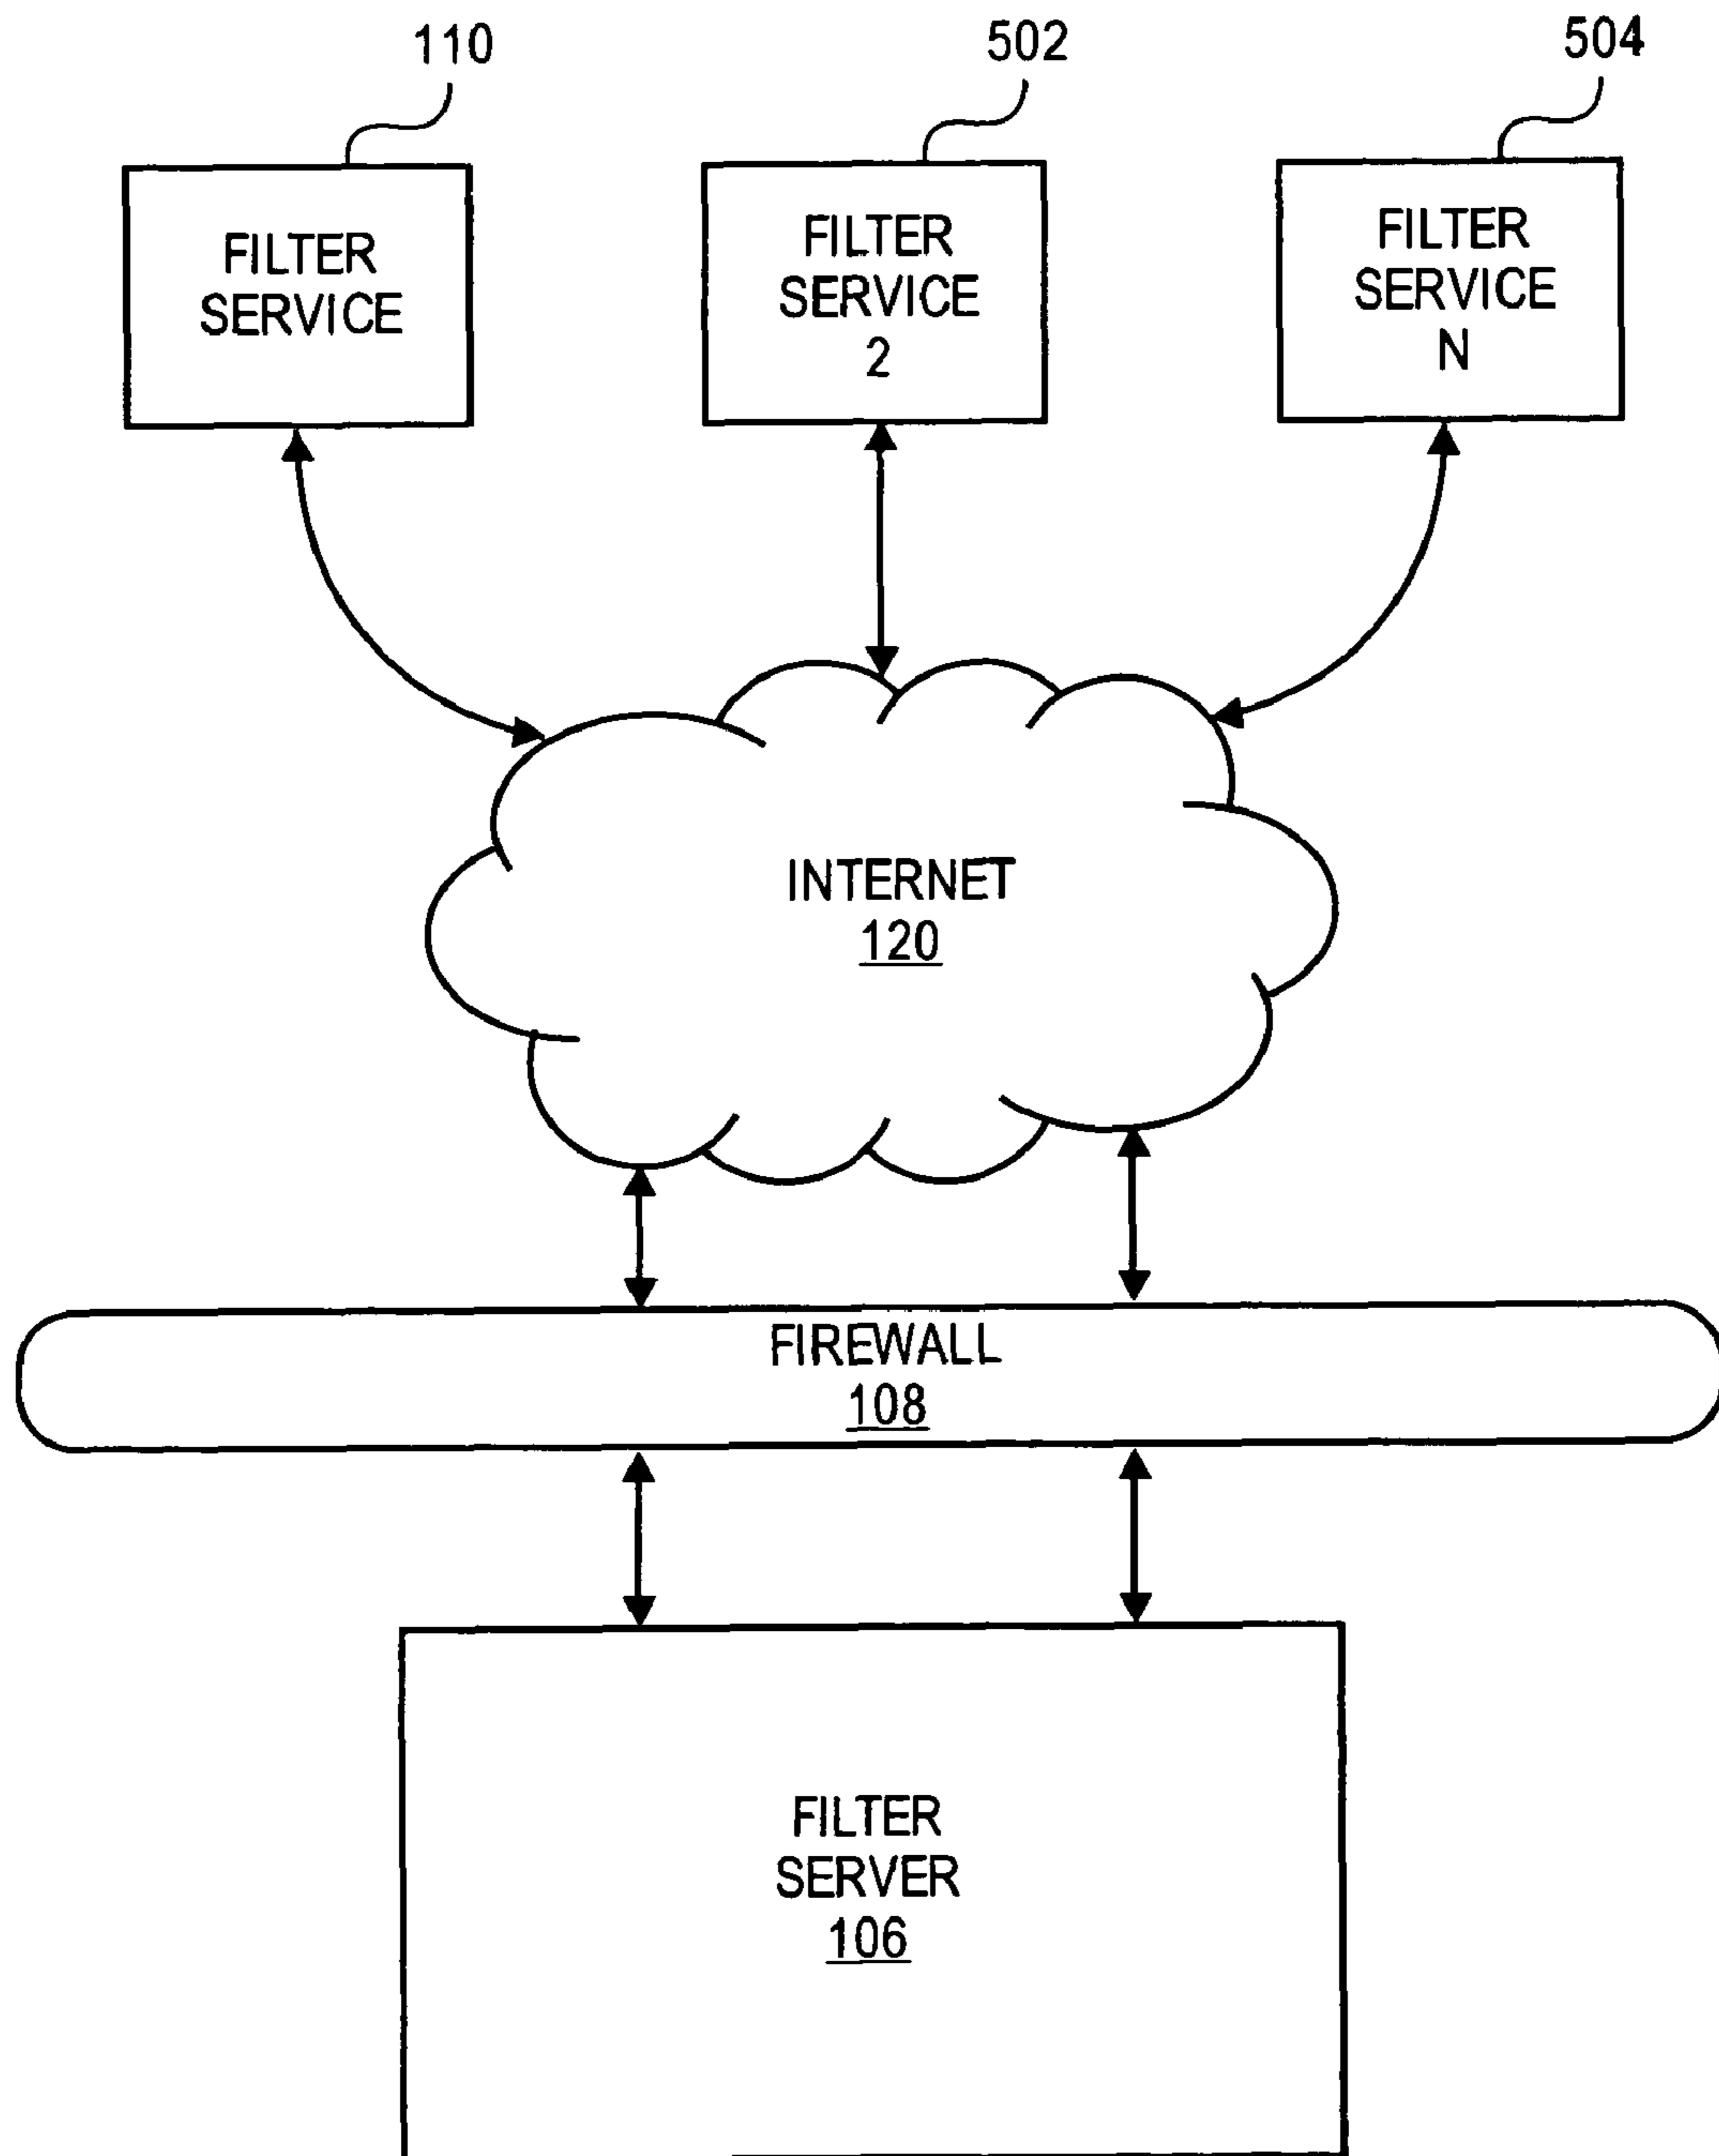 110
502
504
FILTER
SERVICE
FILTER
SERVICE
2
FILTER
SERVICE
N
INTERNET
120
FIREWALL
108
FILTER
SERVER
106